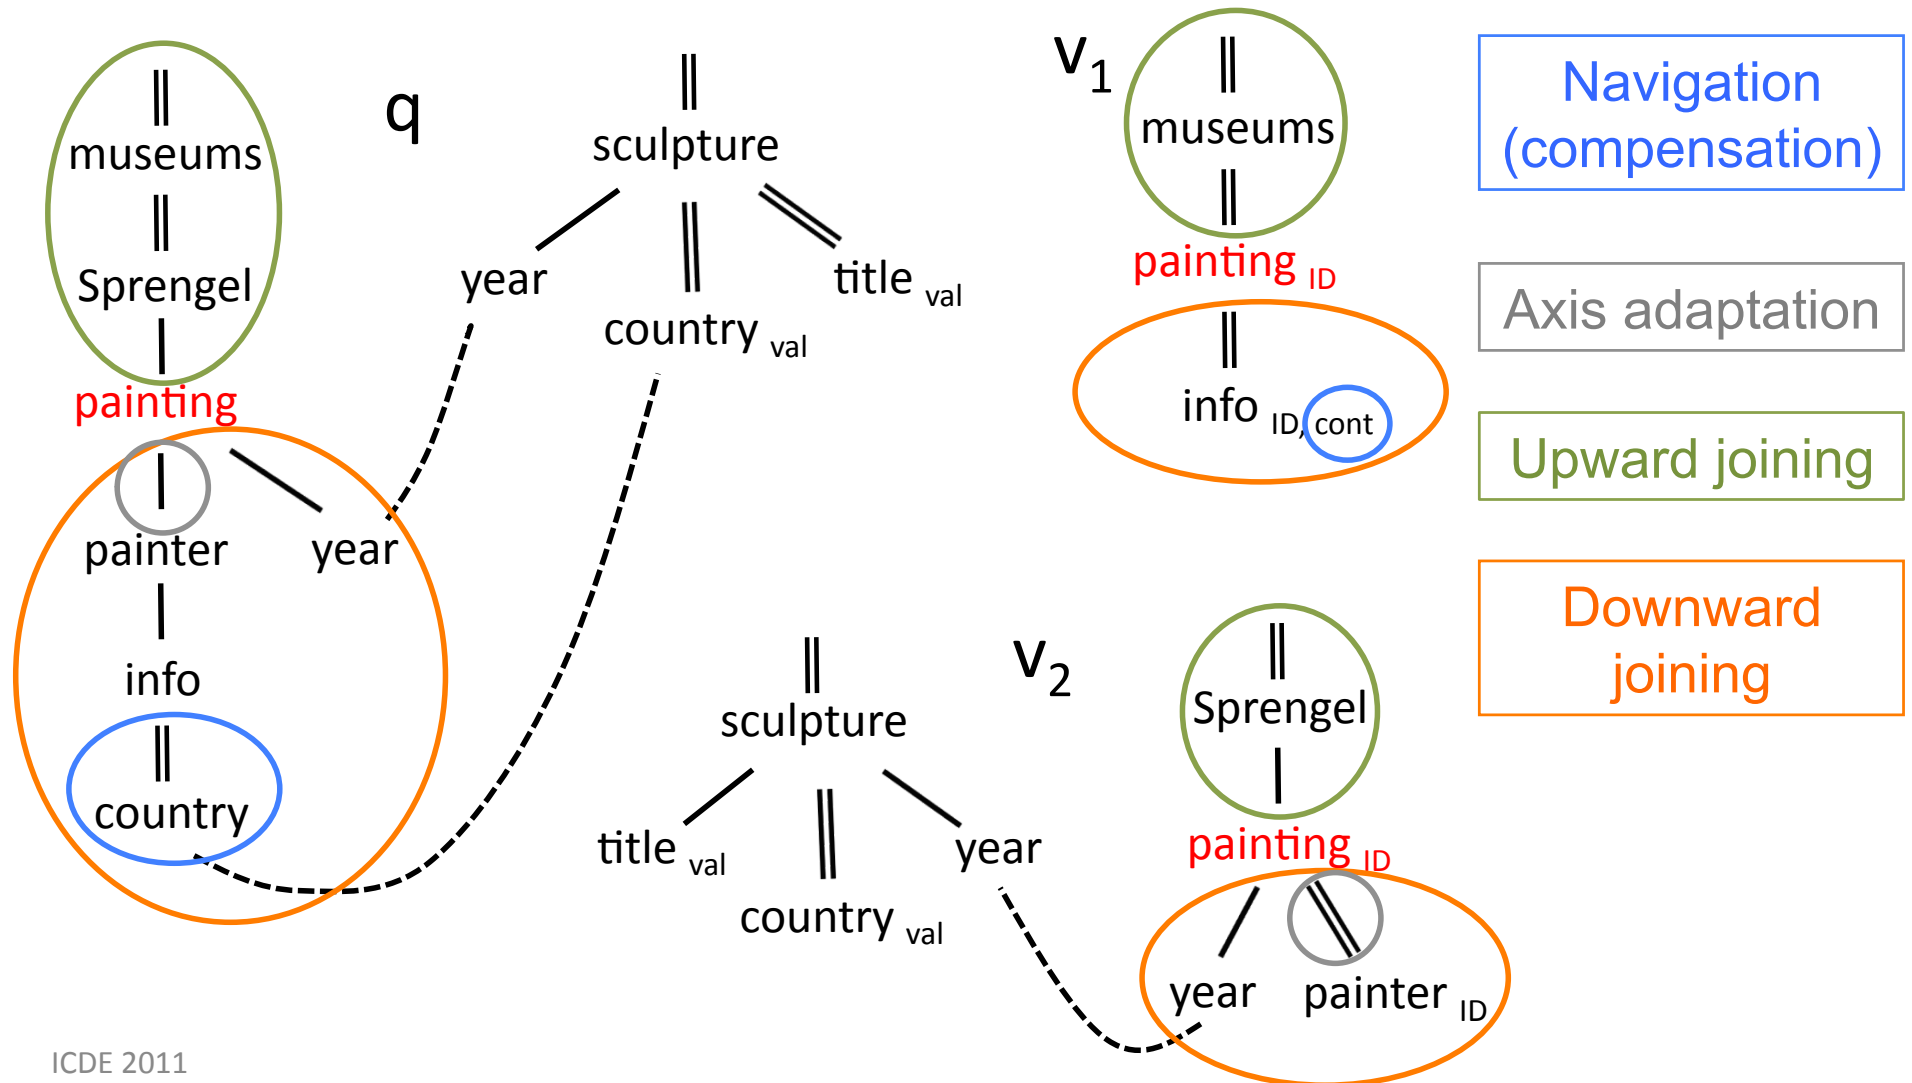 q
museums
Sprengel
painting
painter
year
info
country
sculpture
year
country val
title val
v1
museums
painting ID
info ID, cont
v2
sculpture
title val
country val
year
Sprengel
painting ID
year
painter ID
Navigation
(compensation)
Axis adaptation
Upward joining
Downward
joining
ICDE 2011